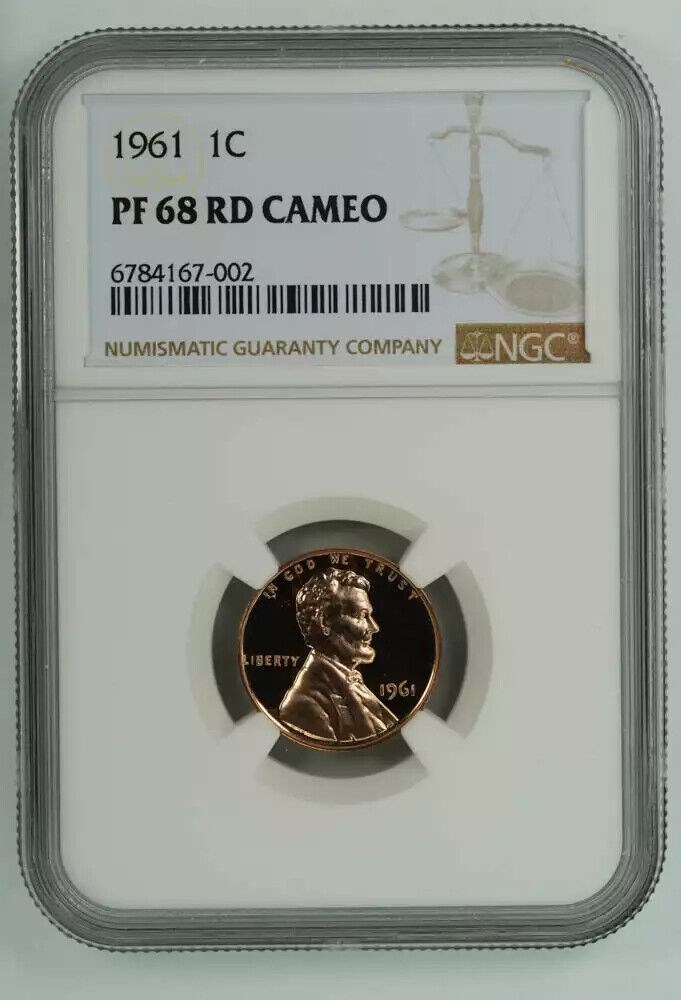 1961 1C
PF 68 RD CAMEO
6784167-002
NUMISMATIC GUARANTY COMPANY NGC®
IN GOD WE TRUST
LIBERTY
1961